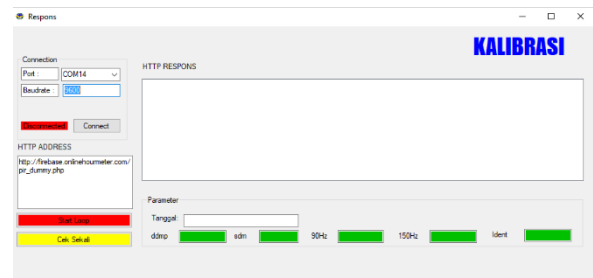 Respons
KALIBRASI
Connection
Port : COM14
Baudrate : 9600
Disconnected Connect
HTTP ADDRESS
http://firebase.onlinehourmeter.com/
pir_dummy.php
Start Loop
Cek Sekali
HTTP RESPONS
Parameter
Tanggal:
ddmp sdm 90Hz 150Hz Ident